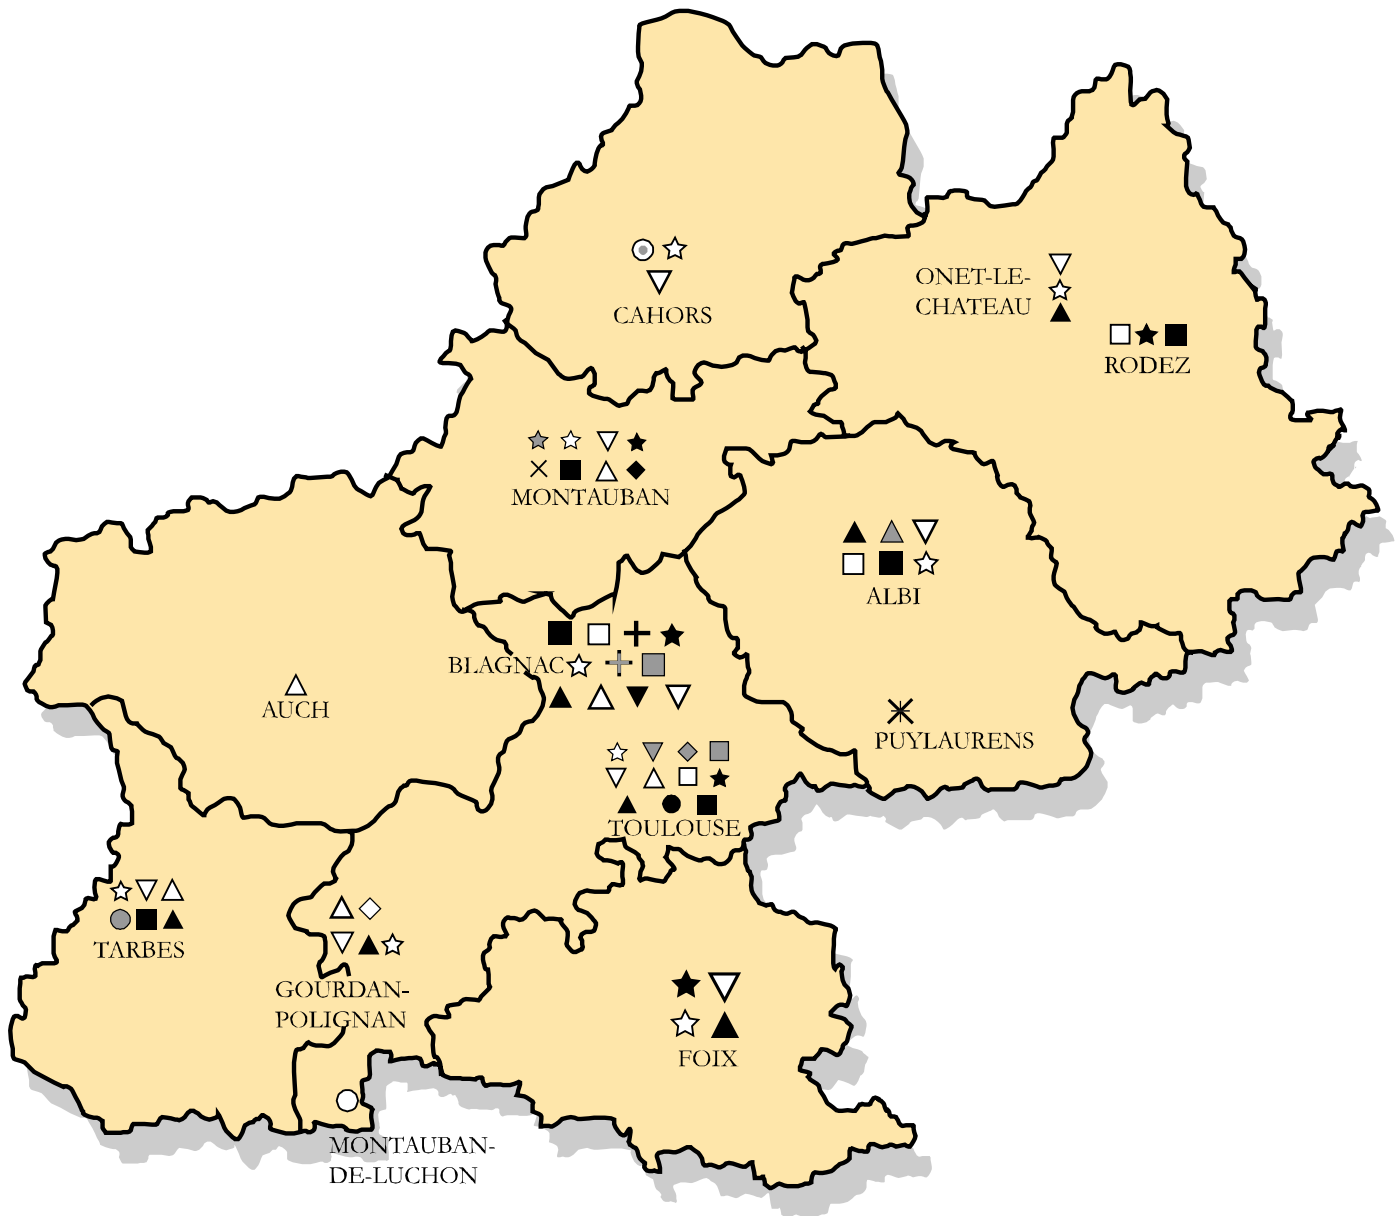 CAHORS
ONET-LE-
CHATEAU
RODEZ
MONTAUBAN
ALBI
BLAGNAC
AUCH
PUYLAURENS
TOULOUSE
TARBES
GOURDAN-
POLIGNAN
FOIX
MONTAUBAN-
DE-LUCHON